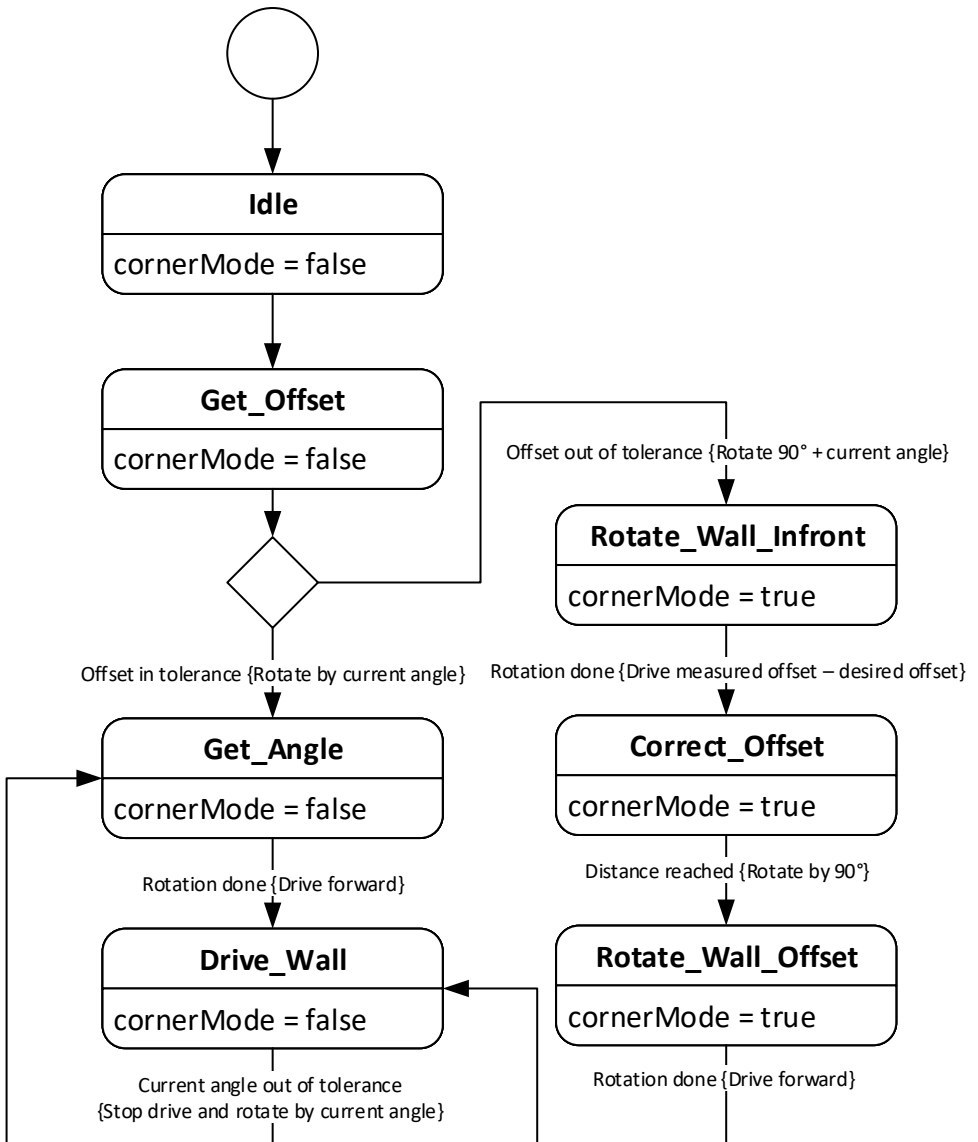 Idle
cornerMode = false
Get_Offset
cornerMode = false
Offset out of tolerance {Rotate 90° + current angle}
Rotate_Wall_Infront
cornerMode = true
Offset in tolerance {Rotate by current angle}
Rotation done {Drive measured offset – desired offset}
Get_Angle
cornerMode = false
Correct_Offset
cornerMode = true
Rotation done {Drive forward}
Distance reached {Rotate by 90°}
Drive_Wall
cornerMode = false
Rotate_Wall_Offset
cornerMode = true
Current angle out of tolerance
{Stop drive and rotate by current angle}
Rotation done {Drive forward}